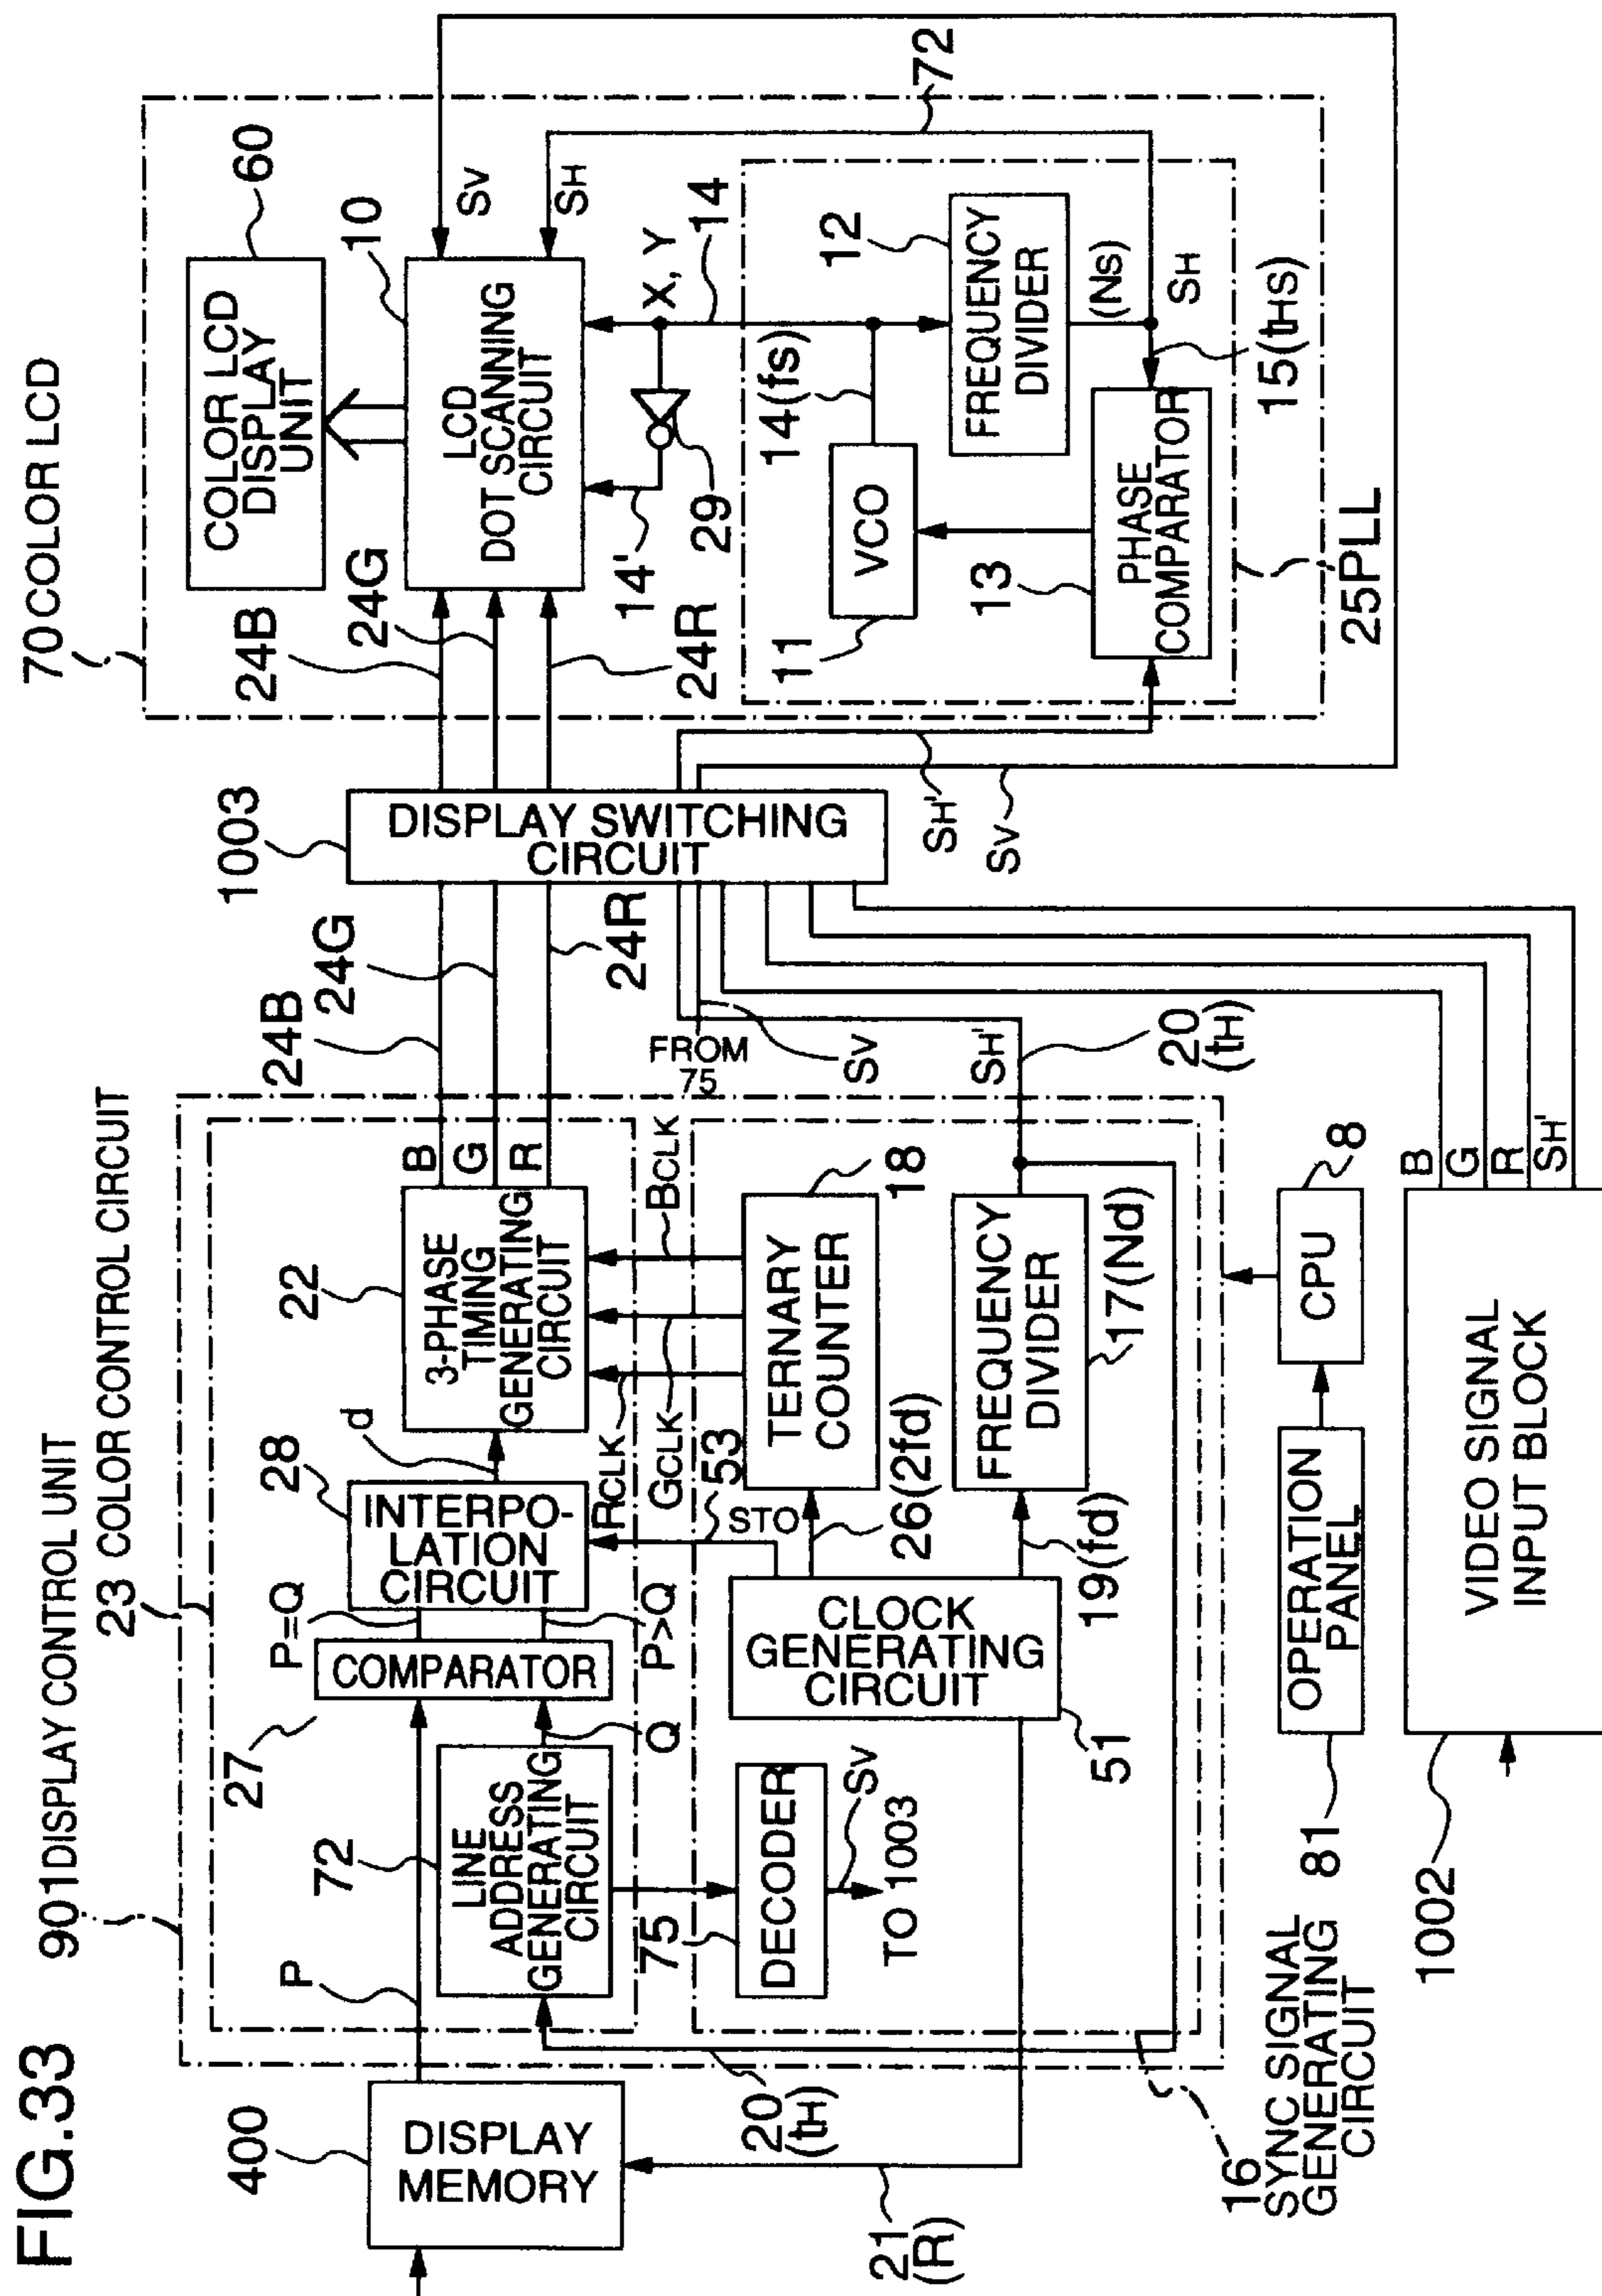 FIG.33
901 DISPLAY CONTROL UNIT
23 COLOR CONTROL CIRCUIT
70 COLOR LCD
400
DISPLAY
MEMORY
P
72
LINE
ADDRESS
GENERATING
CIRCUIT
Q
27
COMPARATOR
P=Q
P>Q
28
INTERPO-
LATION
CIRCUIT
d
22
3-PHASE
TIMING
GENERATING
CIRCUIT
B
G
R
24B
24G
24R
RCLK
GCLK
BCLK
53
STO
75
DECODER
SV
TO 1003
CLOCK
GENERATING
CIRCUIT
51
26(2fd)
19(fd)
TERNARY
COUNTER
18
FREQUENCY
DIVIDER
17(Nd)
20
(tH)
21
(R)
16
SYNC SIGNAL
GENERATING
CIRCUIT
FROM
75
SV
SH'
20
(tH)
81
OPERATION
PANEL
CPU
8
1002
VIDEO SIGNAL
INPUT BLOCK
B
G
R
SH'
1003
DISPLAY SWITCHING
CIRCUIT
SH'
SV
24B
24G
24R
COLOR LCD
DISPLAY
UNIT
60
LCD
DOT SCANNING
CIRCUIT
10
SV
SH
72
14'
29
X, Y
14
14(fs)
VCO
11
FREQUENCY
DIVIDER
12
(Ns)
SH
15(tHS)
PHASE
COMPARATOR
13
25PLL